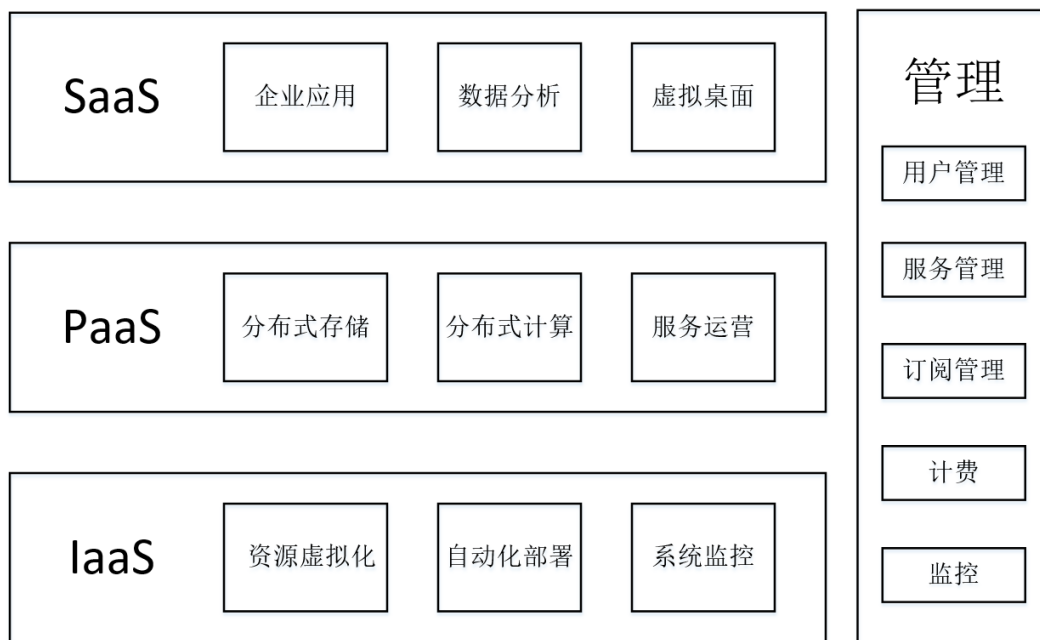 SaaS
企业应用
数据分析
虚拟桌面
PaaS
分布式存储
分布式计算
服务运营
IaaS
资源虚拟化
自动化部署
系统监控
管理
用户管理
服务管理
订阅管理
计费
监控